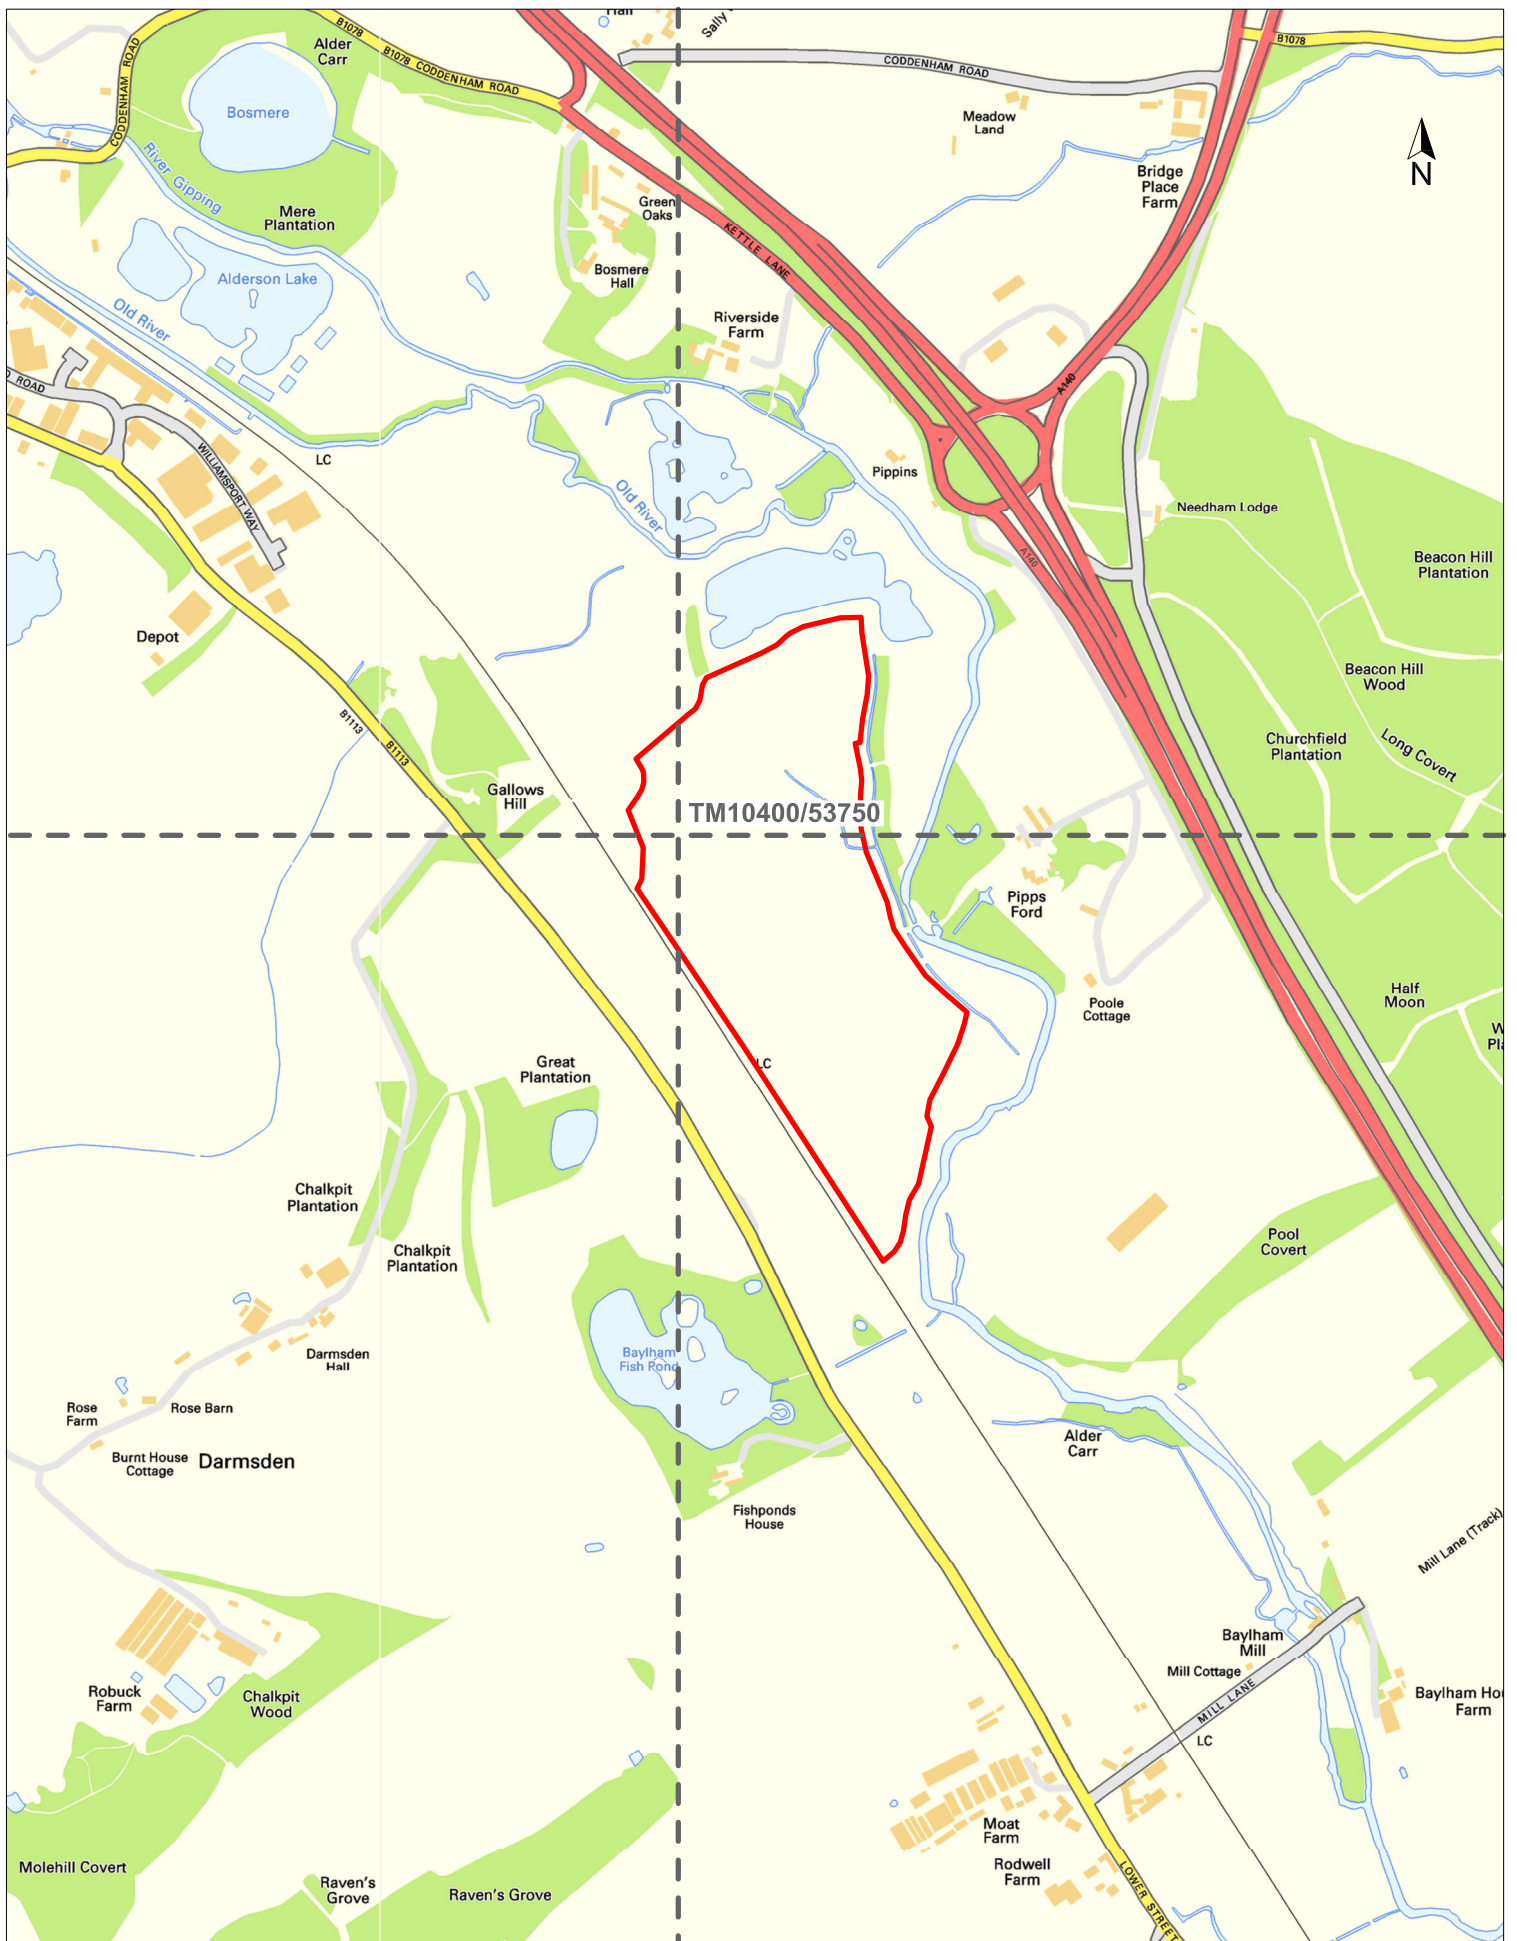 Hall
Sally
B1078
B1078 CODDENHAM ROAD
CODDENHAM ROAD
B1078
Alder
Carr
CODDENHAM ROAD
Bosmere
Meadow
Land
N
River Gipping
Bridge
Place
Farm
Mere
Plantation
Green
Oaks
KETTLE LANE
Alderson Lake
Bosmere
Hall
Old River
Riverside
Farm
ROAD
A140
WILLIAMSPORT WAY
LC
Pippins
Old River
Needham Lodge
A140
Beacon Hill
Plantation
Depot
Beacon Hill
Wood
B1113
B1113
Churchfield
Plantation
Long Covert
Gallows
Hill
TM10400/53750
Pipps
Ford
Poole
Cottage
Half
Moon
W
Pla
LC
Great
Plantation
Chalkpit
Plantation
Chalkpit
Plantation
Pool
Covert
Darmsden
Hall
Baylham
Fish Pond
Rose
Farm
Rose Barn
Burnt House
Cottage
Darmsden
Alder
Carr
Fishponds
House
Mill Lane (Track)
Baylham
Mill
Mill Cottage
MILL LANE
Robuck
Farm
Chalkpit
Wood
Baylham Hou
Farm
LC
Moat
Farm
Rodwell
Farm
Molehill Covert
Raven's
Grove
Raven's Grove
LOWER STREET